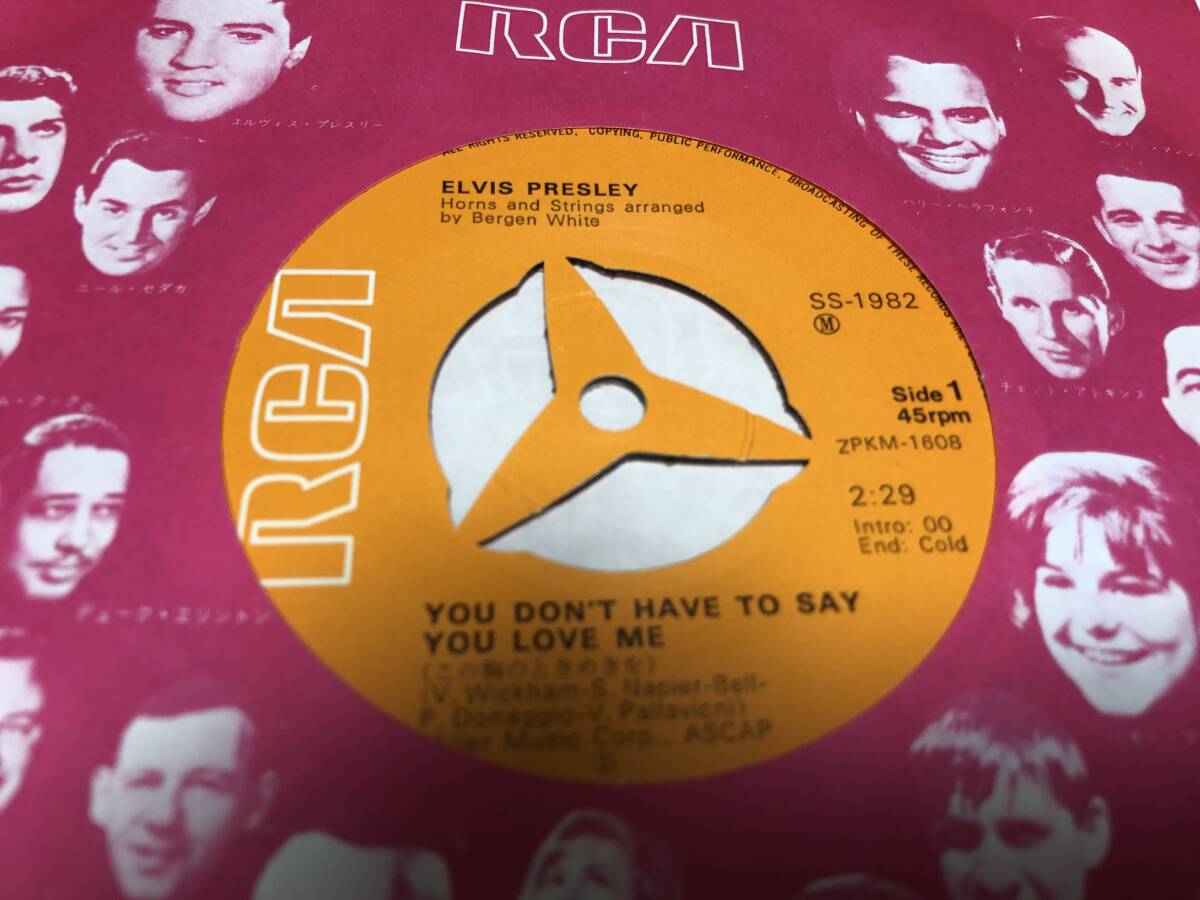 RCA
エルヴィス・プレスリー
ニール・セダカ
ハリー・ベラフォンテ
チェット・アトキンス
デューク・エリントン
ALL RIGHTS RESERVED. COPYING, PUBLIC PERFORMANCE, BROADCASTING OF THESE RECORDS ARE
ELVIS PRESLEY
Horns and Strings arranged
by Bergen White
RCA
SS-1982
Ⓜ
Side 1
45rpm
ZPKM-1608
2:29
Intro: 00
End: Cold
YOU DON'T HAVE TO SAY
YOU LOVE ME
(この胸のときめきを)
(V. Wickham-S. Napier-Bell-
P. Donaggio-V. Pallavicni)
Music Corp., ASCAP